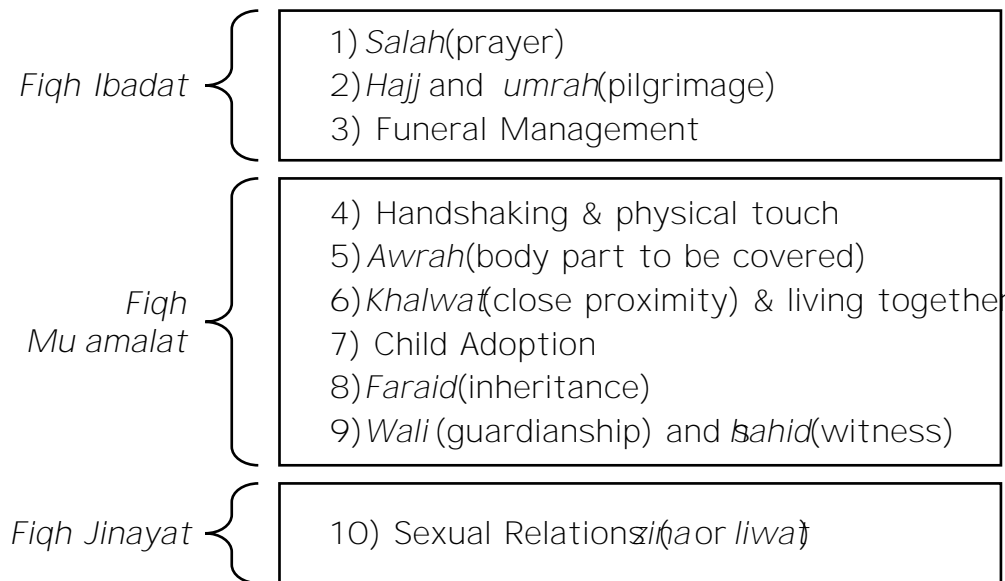 Fiqh Ibadat
1) Salah(prayer)
2) Hajj and umrah(pilgrimage)
3) Funeral Management
Fiqh
Mu amalat
4) Handshaking & physical touch
5) Awrah(body part to be covered)
6) Khalwat(close proximity) & living together
7) Child Adoption
8) Faraid(inheritance)
9) Wali (guardianship) and shahid(witness)
Fiqh Jinayat
10) Sexual Relations(zina or liwat)